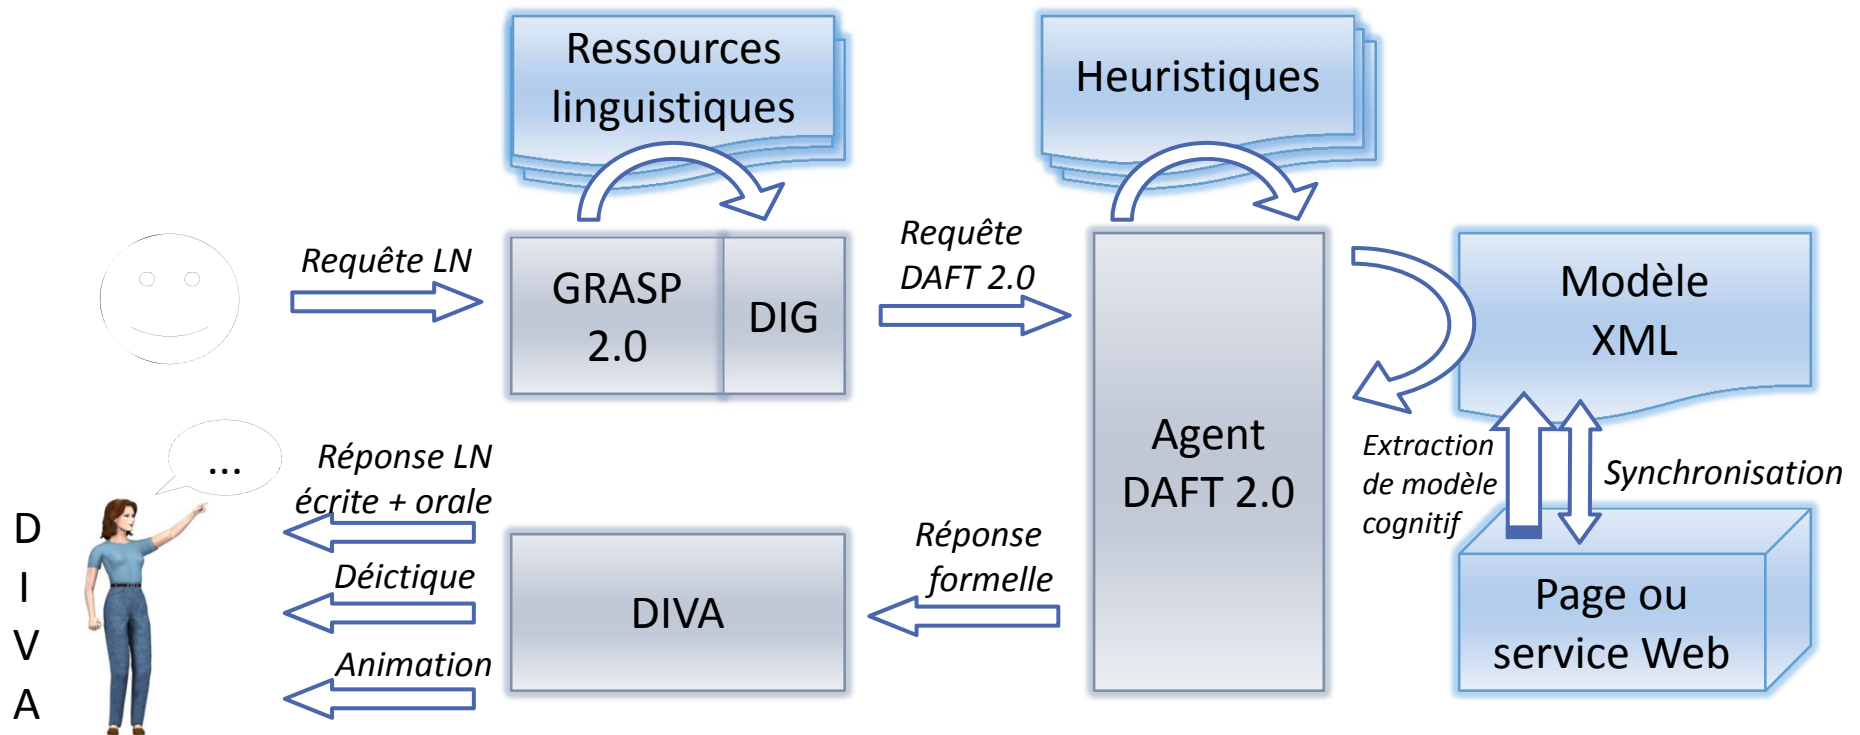 Ressources
linguistiques
Heuristiques
Requête LN
GRASP
2.0
DIG
Requête
DAFT 2.0
Modèle
XML
Agent
DAFT 2.0
Extraction
de modèle
cognitif
Synchronisation
Page ou
service Web
Réponse
formelle
DIVA
Réponse LN
écrite + orale
Déictique
Animation
...
D
I
V
A